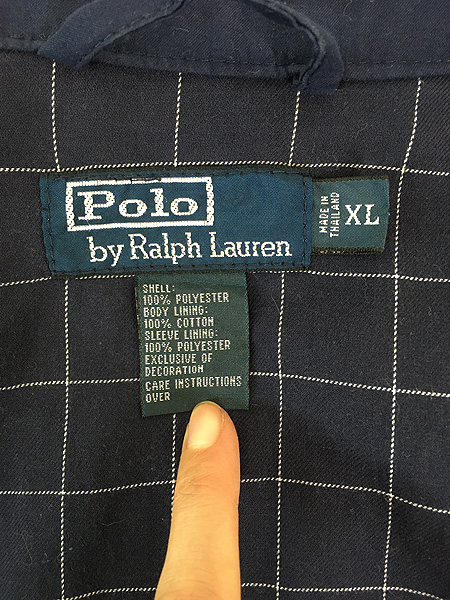 Polo
by Ralph Lauren
MADE IN
THAILAND
XL
SHELL:
100% POLYESTER
BODY LINING:
100% COTTON
SLEEVE LINING:
100% POLYESTER
EXCLUSIVE OF
DECORATION
CARE INSTRUCTIONS
OVER